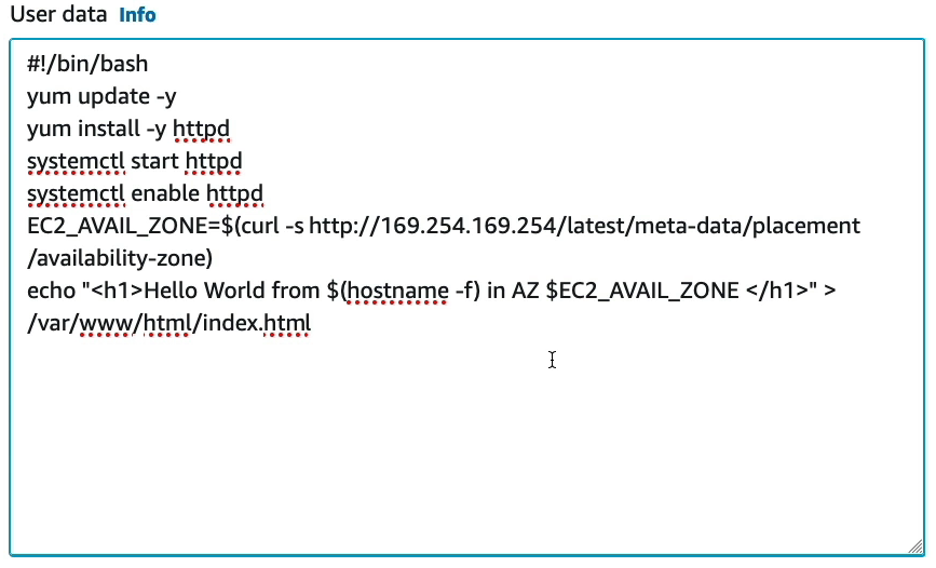 User data Info
#!/bin/bash
yum update -y
yum install -y httpd
systemctl start httpd
systemctl enable httpd
EC2_AVAIL_ZONE=$(curl -s http://169.254.169.254/latest/meta-data/placement
/availability-zone)
echo "<h1>Hello World from $(hostname -f) in AZ $EC2_AVAIL_ZONE </h1>" >
/var/www/html/index.html